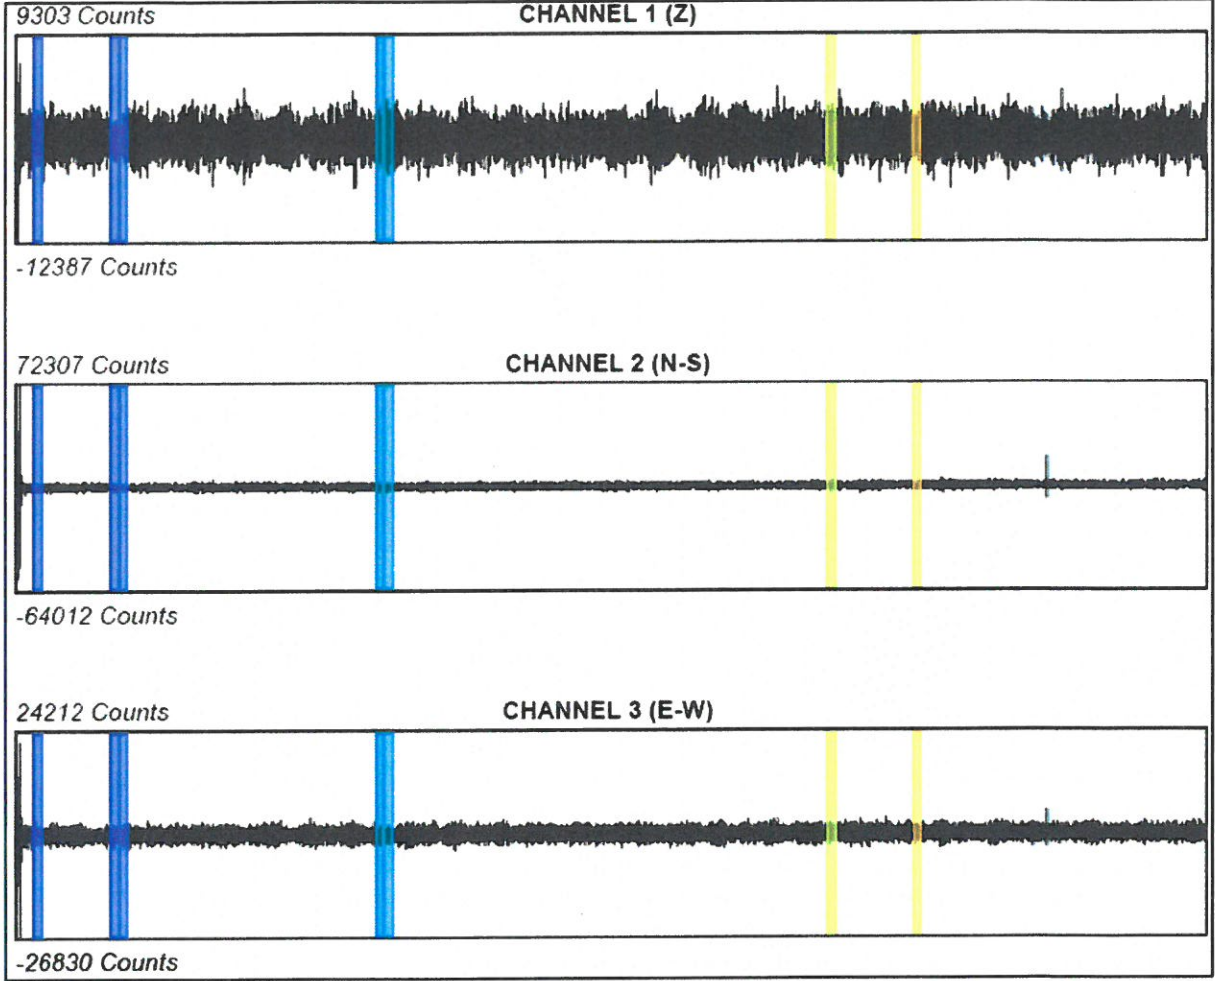 9303 Counts
CHANNEL 1 (Z)
-12387 Counts
72307 Counts
CHANNEL 2 (N-S)
-64012 Counts
24212 Counts
CHANNEL 3 (E-W)
-26830 Counts